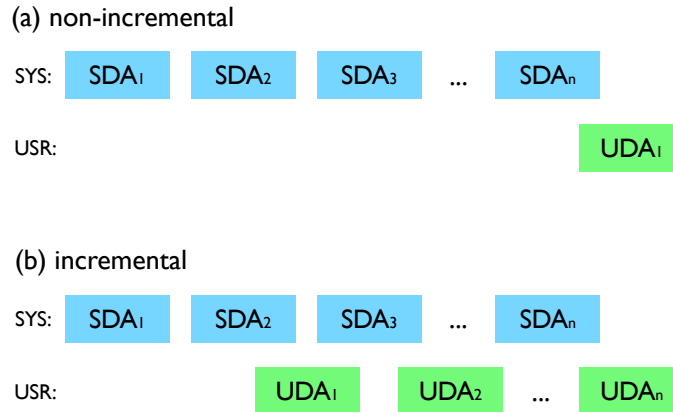 (a) non-incremental
SYS: SDA₁ SDA₂ SDA₃ ... SDAₙ
USR: UDA₁
(b) incremental
SYS: SDA₁ SDA₂ SDA₃ ... SDAₙ
USR: UDA₁ UDA₂ ... UDAₙ